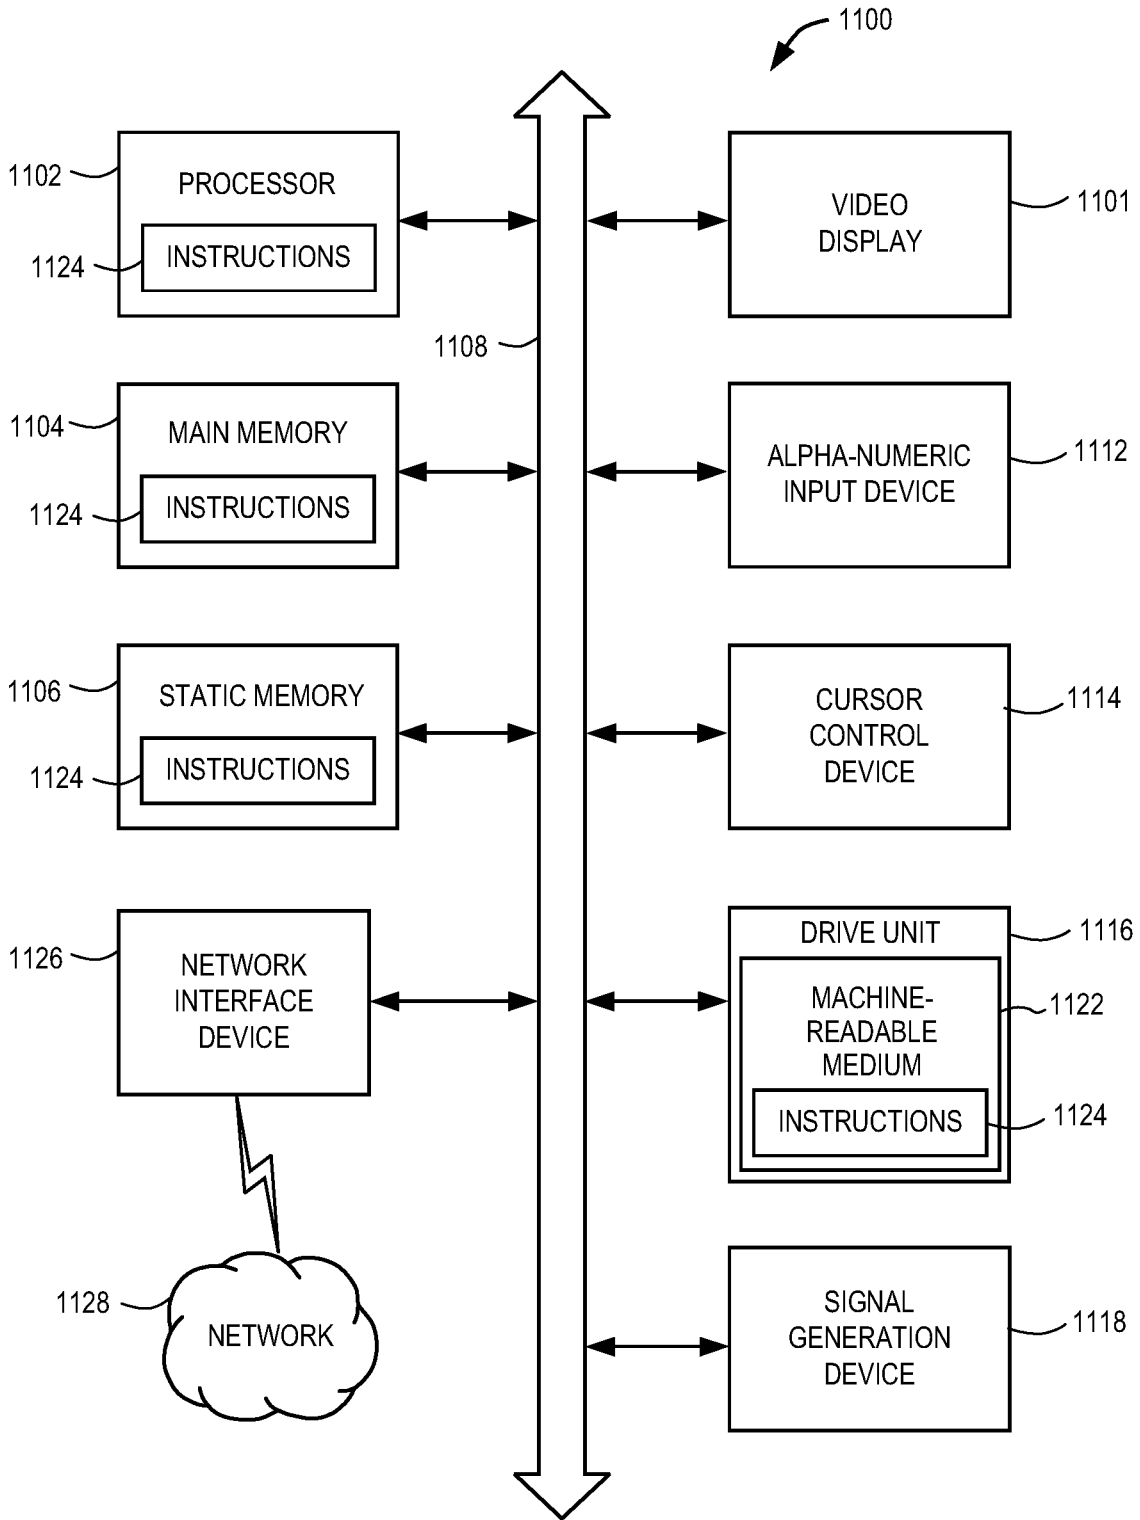 1100
1102
PROCESSOR
1124
INSTRUCTIONS
1108
VIDEO
DISPLAY
1101
1104
MAIN MEMORY
1124
INSTRUCTIONS
ALPHA-NUMERIC
INPUT DEVICE
1112
1106
STATIC MEMORY
1124
INSTRUCTIONS
CURSOR
CONTROL
DEVICE
1114
1126
NETWORK
INTERFACE
DEVICE
DRIVE UNIT
1116
MACHINE-
READABLE
MEDIUM
1122
INSTRUCTIONS
1124
1128
NETWORK
SIGNAL
GENERATION
DEVICE
1118